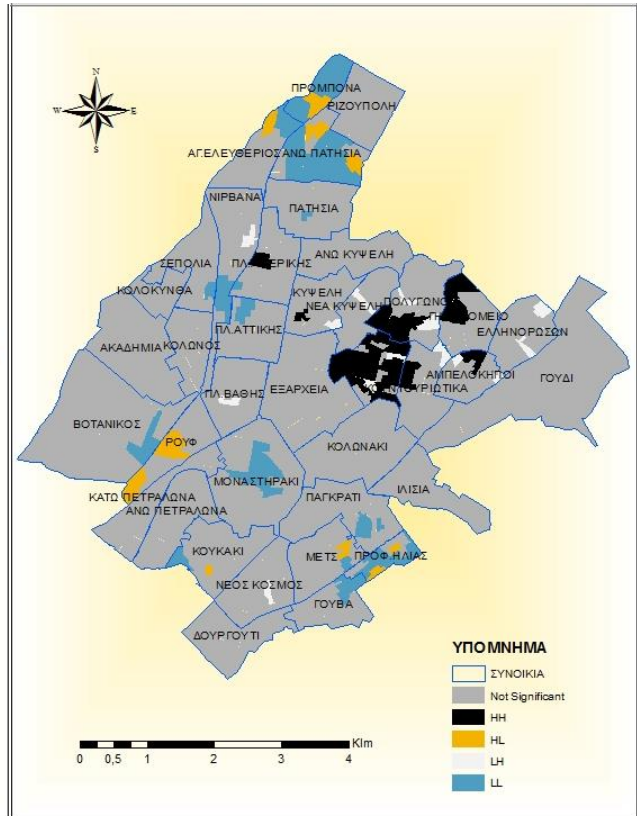 N
W E
S
ΠΡΟΜΠΟΝΑ
ΡΙΖΟΥΠΟΛΗ
ΑΓ.ΕΛΕΥΘΕΡΙΟΣ
ΑΝΩ ΠΑΤΗΣΙΑ
ΝΙΡΒΑΝΑ
ΠΑΤΗΣΙΑ
ΣΕΠΟΛΙΑ
ΑΝΩ ΚΥΨΕΛΗ
ΚΟΛΟΚΥΝΘΑ
ΚΥΨΕΛΗ
ΝΕΑ ΚΥΨΕΛΗ
ΠΟΛΥΓΩΝΟ
ΠΛ.ΑΤΤΙΚΗΣ
ΕΛΛΗΝΟΡΩΣΩΝ
ΑΚΑΔΗΜΙΑ
ΚΟΛΩΝΟΣ
ΑΜΠΕΛΟΚΗΠΟΙ
ΓΟΥΔΙ
ΠΛ.ΒΑΘΗΣ
ΕΞΑΡΧΕΙΑ
ΒΟΤΑΝΙΚΟΣ
ΡΟΥΦ
ΚΟΛΩΝΑΚΙ
ΜΟΝΑΣΤΗΡΑΚΙ
ΙΛΙΣΙΑ
ΚΑΤΩ ΠΕΤΡΑΛΩΝΑ
ΠΑΓΚΡΑΤΙ
ΑΝΩ ΠΕΤΡΑΛΩΝΑ
ΚΟΥΚΑΚΙ
ΜΕΤΣ
ΠΡΟΦ.ΗΛΙΑΣ
ΝΕΟΣ ΚΟΣΜΟΣ
ΓΟΥΒΑ
ΔΟΥΡΓΟΥΤΙ
ΥΠΟΜΝΗΜΑ
ΣΥΝΟΙΚΙΑ
Not Significant
HH
HL
LH
LL
Klm
0 0,5 1 2 3 4